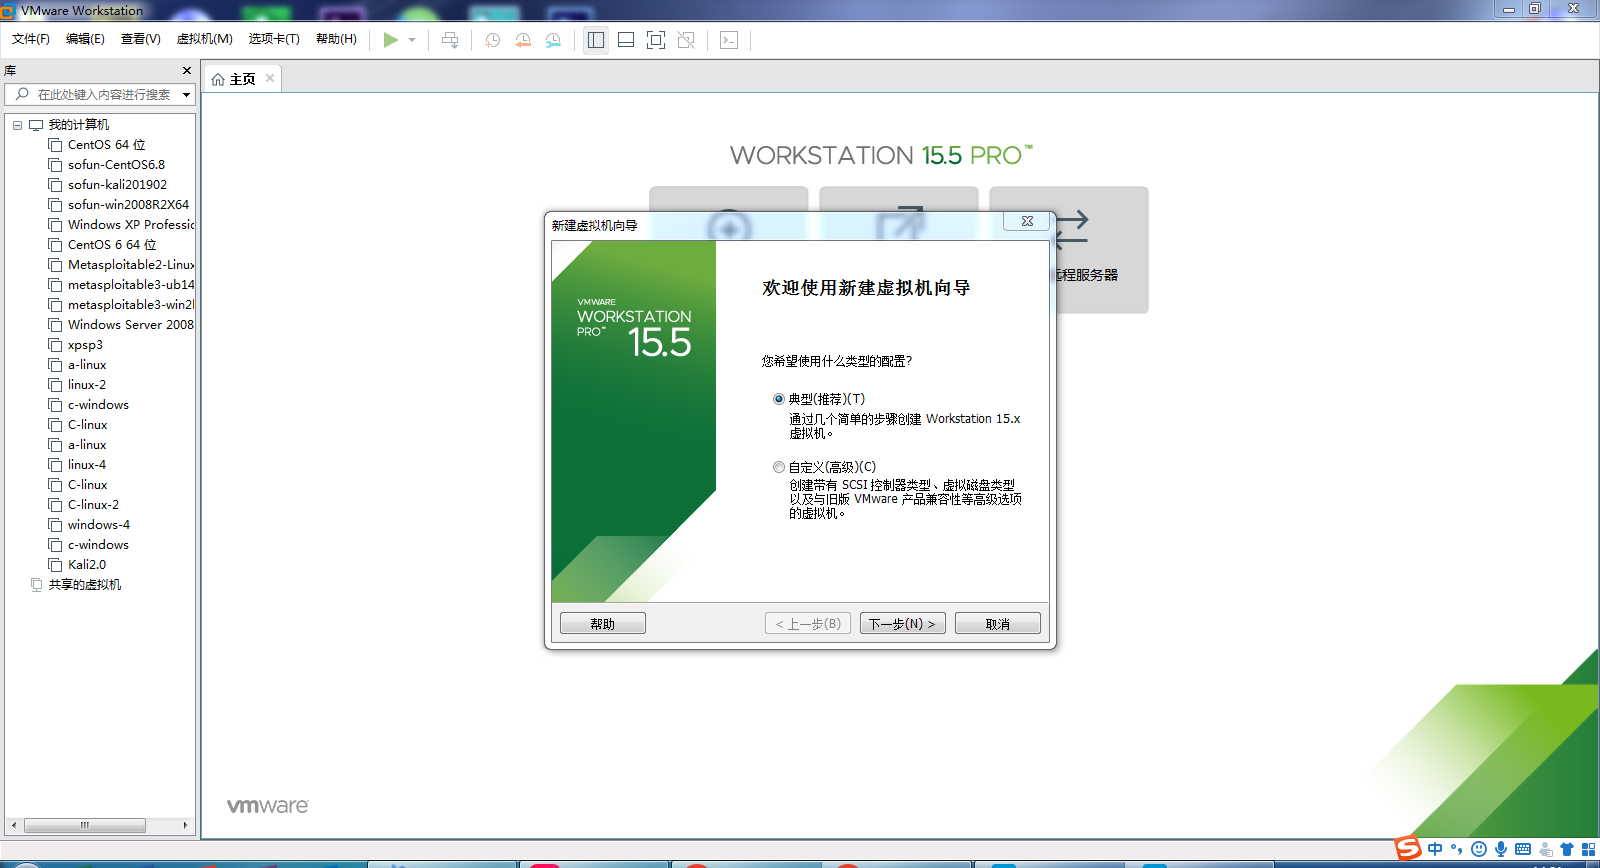 VMware Workstation
文件(F) 编辑(E) 查看(V) 虚拟机(M) 选项卡(T) 帮助(H)
库
在此处键入内容进行搜索
我的计算机
CentOS 64 位
sofun-CentOS6.8
sofun-kali201902
sofun-win2008R2X64
Windows XP Professic
CentOS 6 64 位
Metasploitable2-Linux
metasploitable3-ub14
metasploitable3-win2
Windows Server 2008
xpsp3
a-linux
linux-2
c-windows
C-linux
a-linux
linux-4
C-linux
C-linux-2
windows-4
c-windows
Kali2.0
共享的虚拟机
主页
WORKSTATION 15.5 PRO™
远程服务器
新建虚拟机向导
VMWARE
WORKSTATION
PRO™ 15.5
欢迎使用新建虚拟机向导
您希望使用什么类型的配置?
典型(推荐)(T)
通过几个简单的步骤创建 Workstation 15.x
虚拟机。
自定义(高级)(C)
创建带有 SCSI 控制器类型、虚拟磁盘类型
以及与旧版 VMware 产品兼容性等高级选项
的虚拟机。
帮助 < 上一步(B) 下一步(N) > 取消
vmware
中